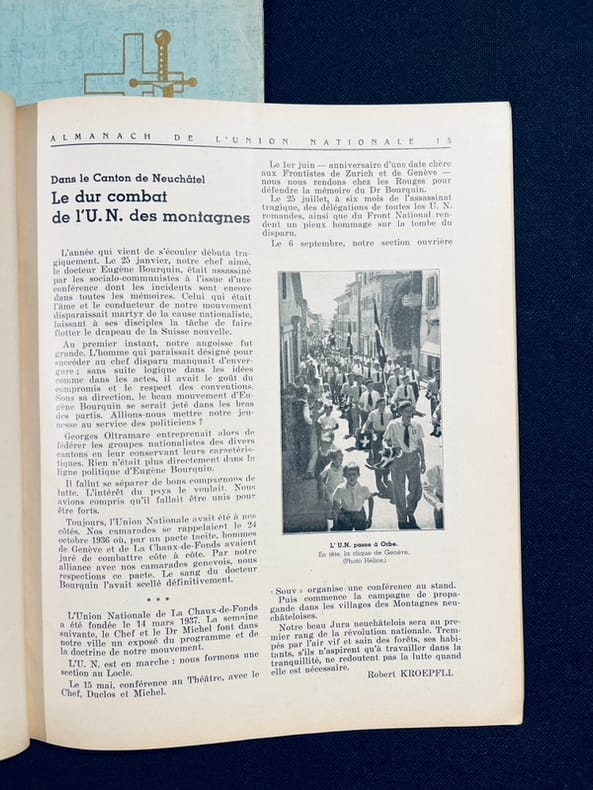 ALMANACH DE L'UNION NATIONALE 15
Dans le Canton de Neuchâtel
Le dur combat
de l'U.N. des montagnes
L'année qui vient de s'écouler débuta tra-
giquement. Le 25 janvier, notre chef aimé,
le docteur Eugène Bourquin, était assassiné
par les socialo-communistes à l'issue d'une
conférence dont les incidents sont encore
dans toutes les mémoires. Celui qui était
l'âme et le conducteur de notre mouvement
disparaissait martyr de la cause nationaliste,
laissant à ses disciples la tâche de faire
flotter le drapeau de la Suisse nouvelle.
Au premier instant, notre angoisse fut
grande. L'homme qui paraissait désigné pour
succéder au chef disparu manquait d'enver-
gure ; sans suite logique dans les idées
comme dans les actes, il avait le goût du
compromis et le respect des conventions.
Sous sa direction, le beau mouvement d'Eu-
gène Bourquin se serait jeté dans les bras
des partis. Allions-nous mettre notre jeu-
nesse au service des politiciens ?
Georges Oltramare entreprenait alors de
fédérer les groupes nationalistes des divers
cantons en leur conservant leurs caractéris-
tiques. Rien n'était plus directement dans la
ligne politique d'Eugène Bourquin.
Il fallut se séparer de bons compagnons de
lutte. L'intérêt du pays le voulait. Nous
avions compris qu'il fallait être unis pour
être forts.
Toujours, l'Union Nationale avait été à nos
côtés. Nos camarades se rappelaient le 24
octobre 1936 où, par un pacte tacite, hommes
de Genève et de La Chaux-de-Fonds avaient
juré de combattre côte à côte. Par notre
alliance avec nos camarades genevois, nous
respections ce pacte. Le sang du docteur
Bourquin l'avait scellé définitivement.
* * *
L'Union Nationale de La Chaux-de-Fonds
a été fondée le 14 mars 1937. La semaine
suivante, le Chef et le Dr Michel font dans
notre ville un exposé du programme et de
la doctrine de notre mouvement.
L'U. N. est en marche : nous formons une
section au Locle.
Le 15 mai, conférence au Théâtre, avec le
Chef, Duclos et Michel.
Le 1er juin — anniversaire d'une date chère
aux Frontistes de Zurich et de Genève —
nous nous rendons chez les Rouges pour
défendre la mémoire du Dr Bourquin.
Le 25 juillet, à six mois de l'assassinat
tragique, des délégations de toutes les U. N.
romandes, ainsi que du Front National ren-
dent un pieux hommage sur la tombe du
disparu.
Le 6 septembre, notre section ouvrière
L' U.N. passe à Orbe.
En tête, la clique de Genève.
(Photo Hélios.)
« Souv » organise une conférence au stand.
Puis commence la campagne de propa-
gande dans les villages des Montagnes neu-
châteloises.
Notre beau Jura neuchâtelois sera au pre-
mier rang de la révolution nationale. Trem-
pés par l'air vif et sain des forêts, ses habi-
tants, s'ils n'aspirent qu'à travailler dans la
tranquillité, ne redoutent pas la lutte quand
elle est nécessaire.
Robert KROEPFLI.